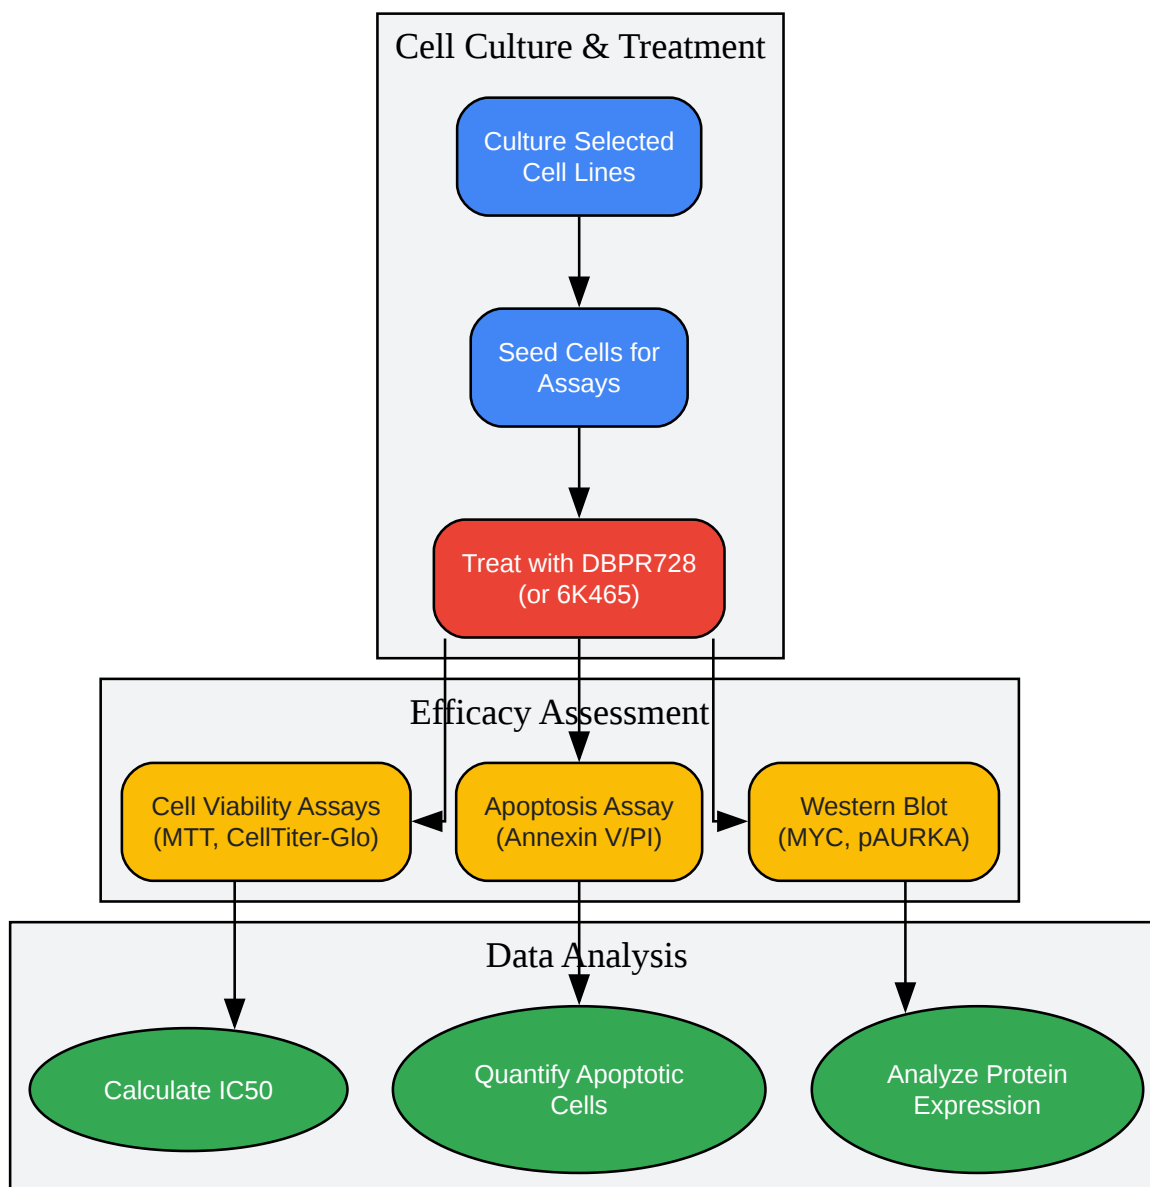 Cell Culture & Treatment
Culture Selected
Cell Lines
Seed Cells for
Assays
Treat with DBPR728
(or 6K465)
Efficacy Assessment
Cell Viability Assays
(MTT, CellTiter-Glo)
Apoptosis Assay
(Annexin V/PI)
Western Blot
(MYC, pAURKA)
Data Analysis
Calculate IC50
Quantify Apoptotic
Cells
Analyze Protein
Expression